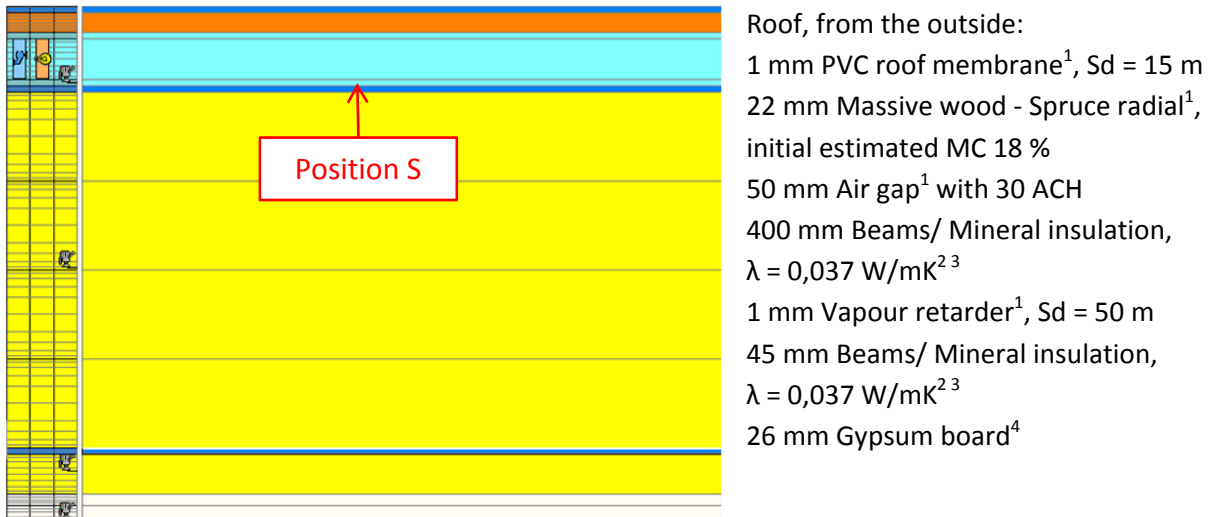 Position S
Roof, from the outside:
1 mm PVC roof membrane¹, Sd = 15 m
22 mm Massive wood - Spruce radial¹,
initial estimated MC 18 %
50 mm Air gap¹ with 30 ACH
400 mm Beams/ Mineral insulation,
λ = 0,037 W/mK² ³
1 mm Vapour retarder¹, Sd = 50 m
45 mm Beams/ Mineral insulation,
λ = 0,037 W/mK² ³
26 mm Gypsum board⁴